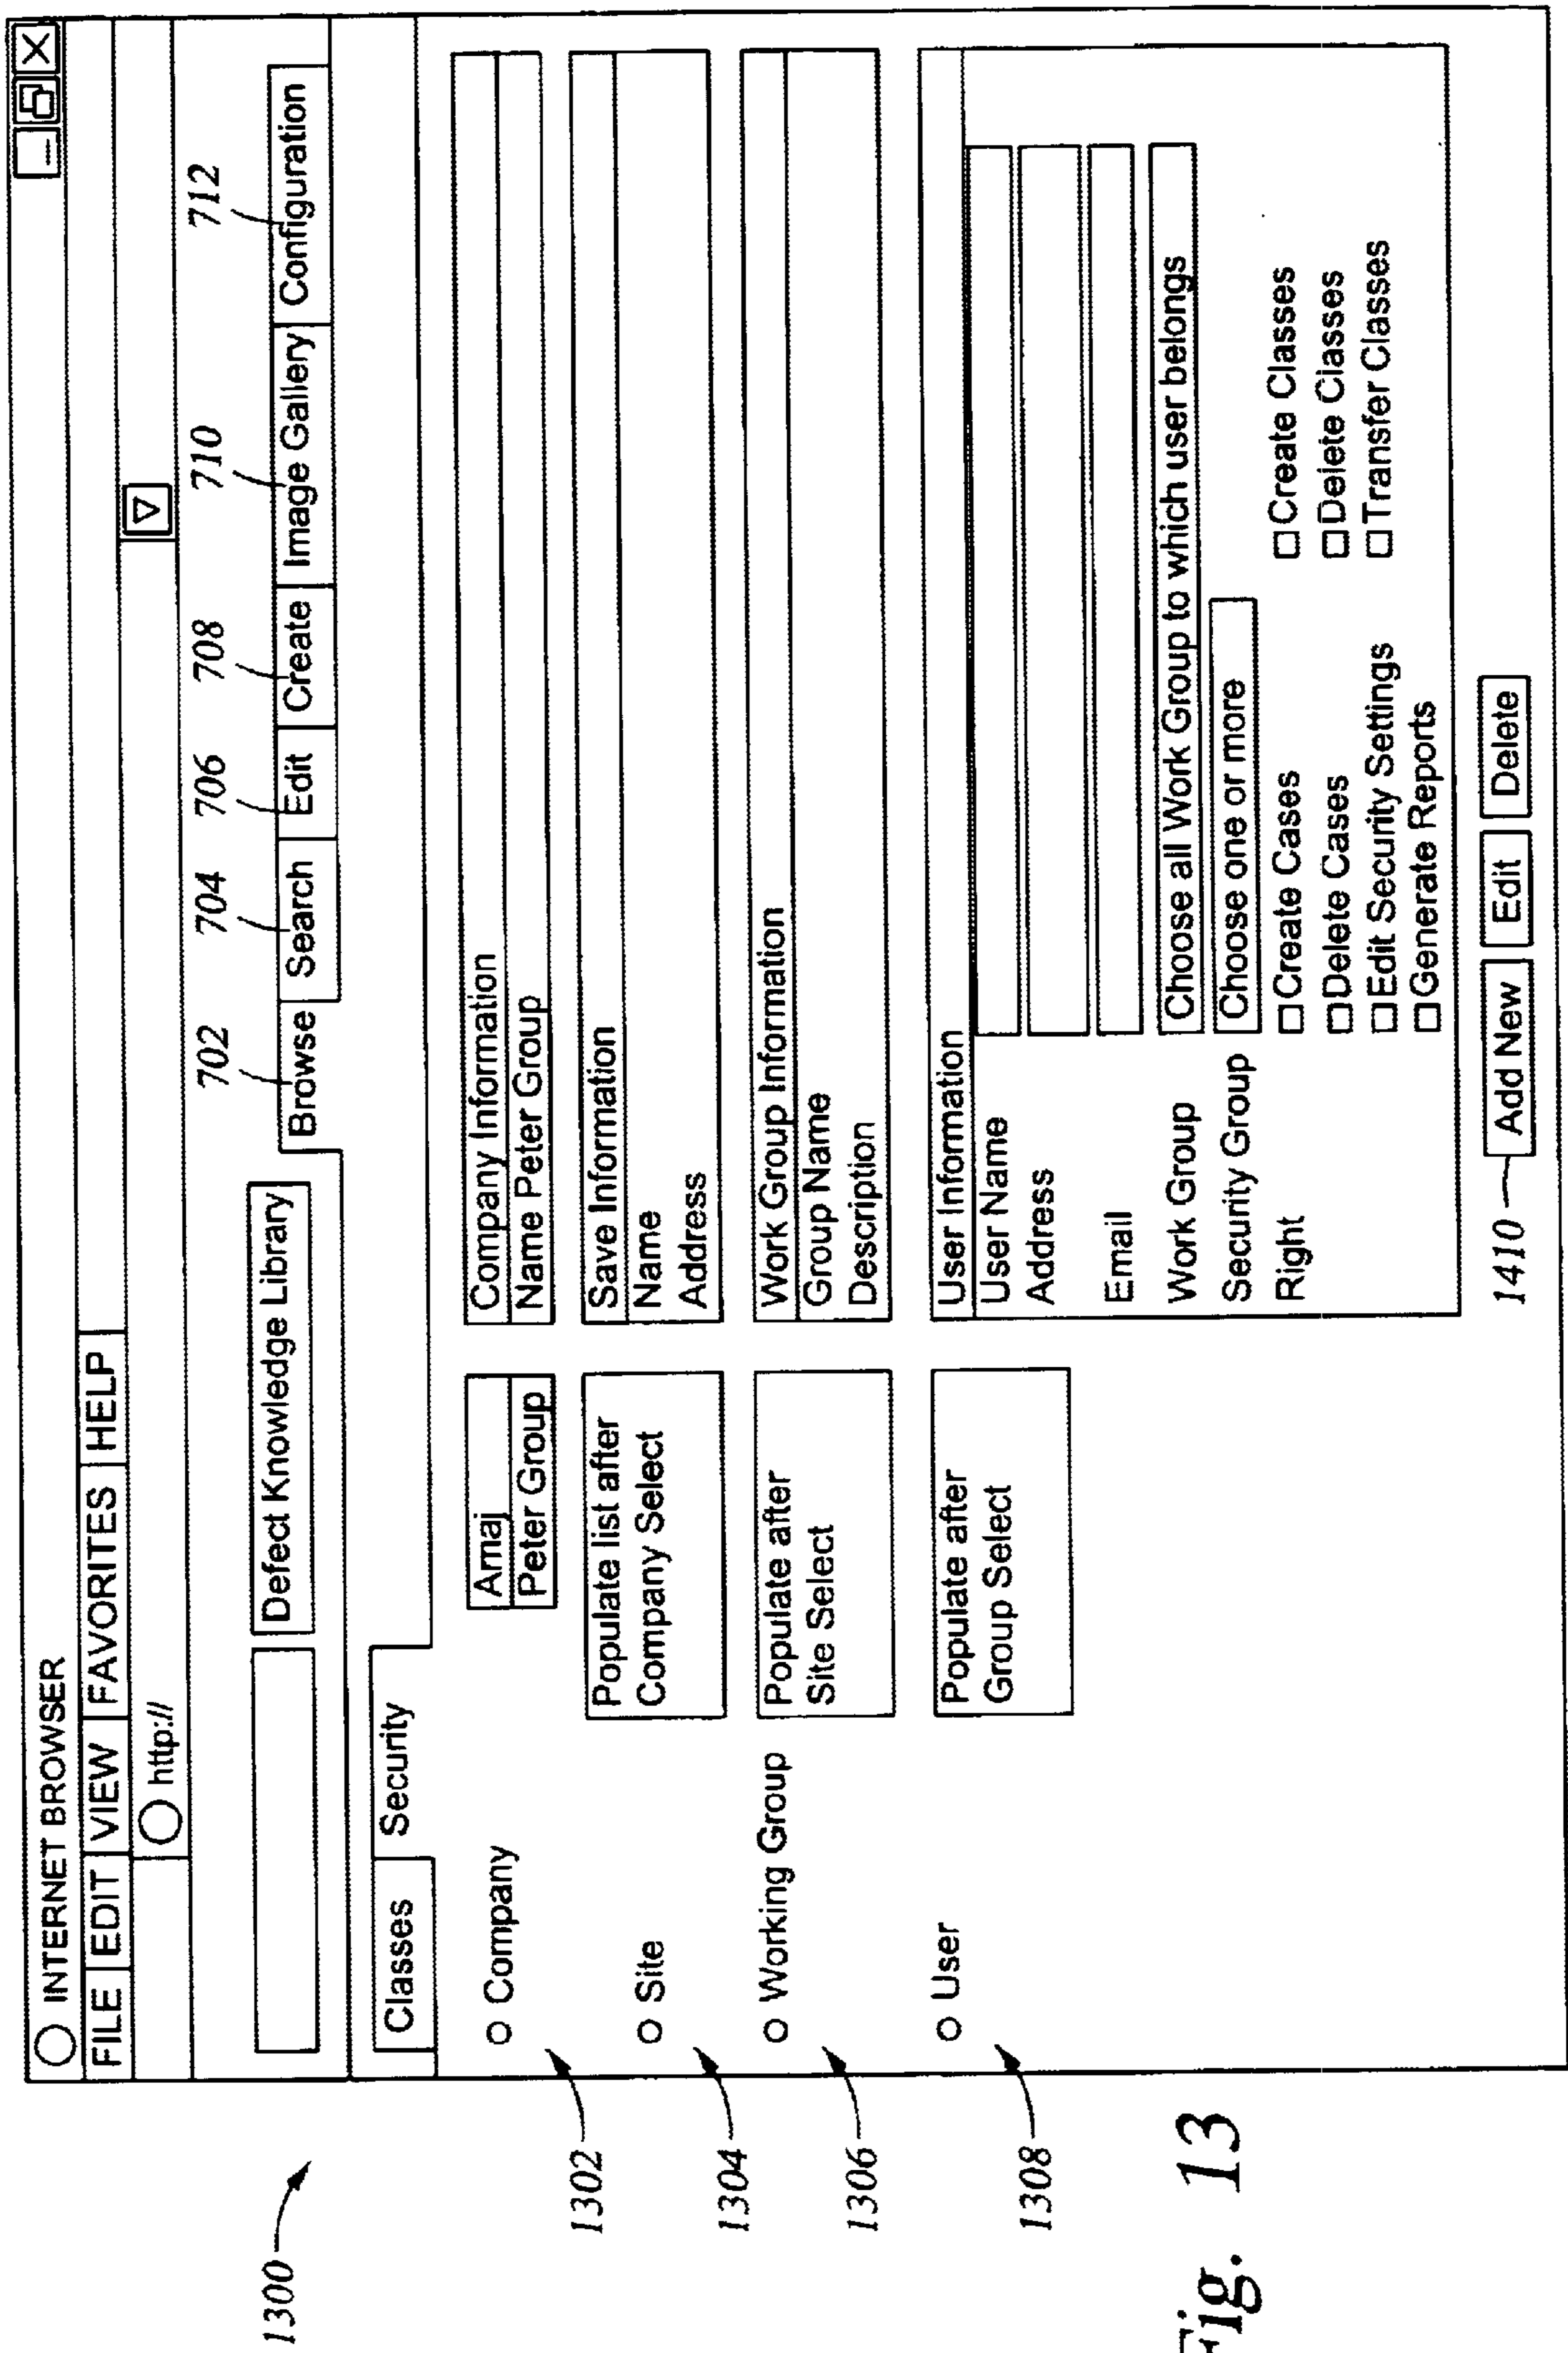 INTERNET BROWSER
FILE EDIT VIEW FAVORITES HELP
http://
Defect Knowledge Library
702 704 706 708 710 712
Browse Search Edit Create Image Gallery Configuration
Classes Security
1300
Company
Amaj
Peter Group
Company Information
Name Peter Group
1302
Site
Populate list after
Company Select
Save Information
Name
Address
1304
Working Group
Populate after
Site Select
Work Group Information
Group Name
Description
1306
User
Populate after
Group Select
User Information
User Name
Address
Email
Work Group Choose all Work Group to which user belongs
Security Group Choose one or more
Right Create Cases Create Classes
Delete Cases Delete Classes
Edit Security Settings Transfer Classes
Generate Reports
1308
1410 Add New Edit Delete
Fig. 13